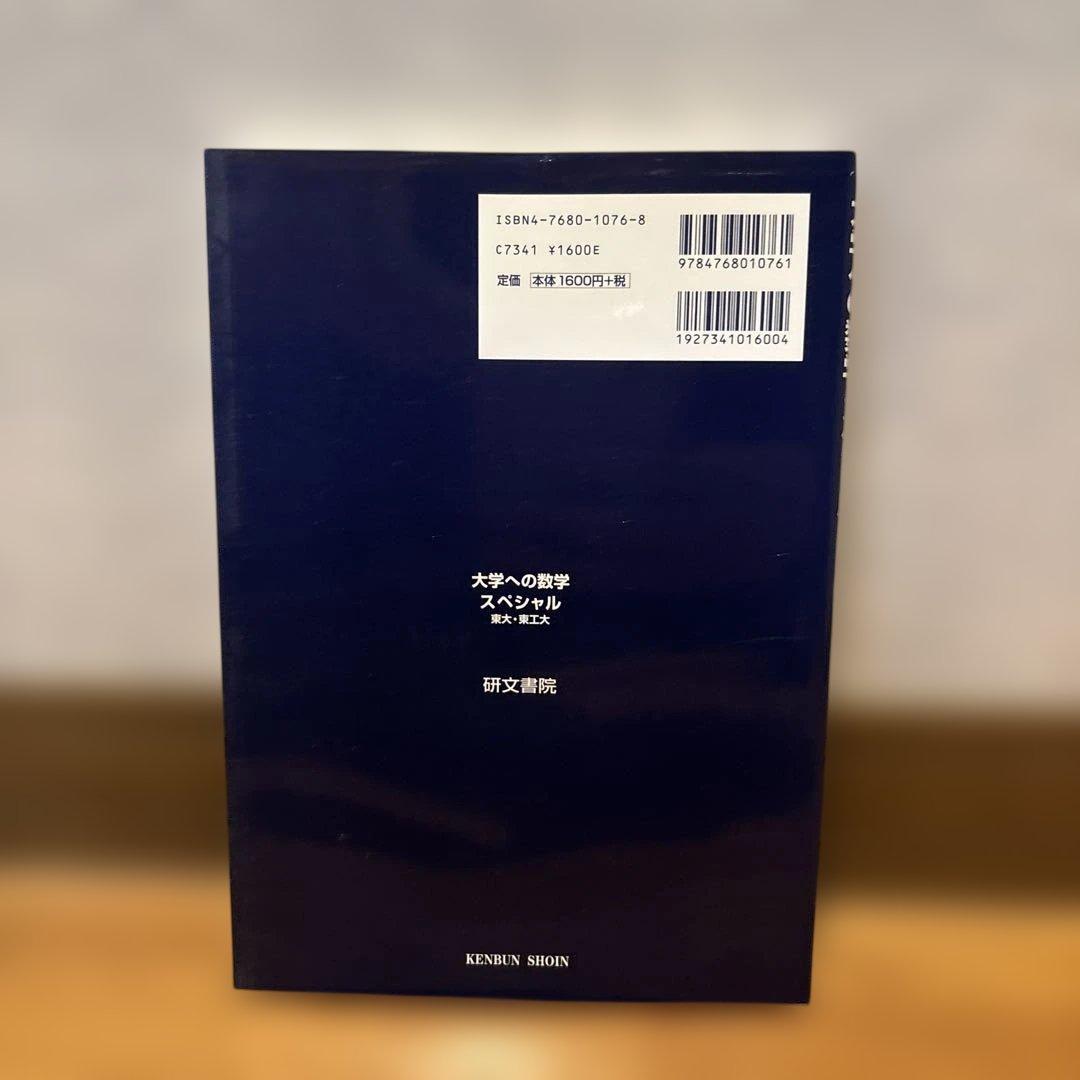 ISBN4-7680-1076-8
C7341 ¥1600E
定価 本体1600円+税
9784768010761
1927341016004
大学への数学
スペシャル
東大・東工大
研文書院
KENBUN SHOIN